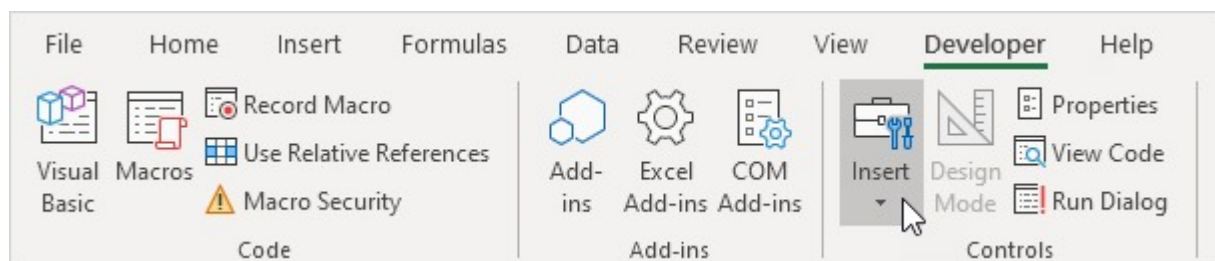 File Home Insert Formulas Data Review View Developer Help
Visual Basic
Macros
Record Macro
Use Relative References
Macro Security
Code
Add-ins
Excel Add-ins
COM Add-ins
Add-ins
Insert
Design Mode
Properties
View Code
Run Dialog
Controls